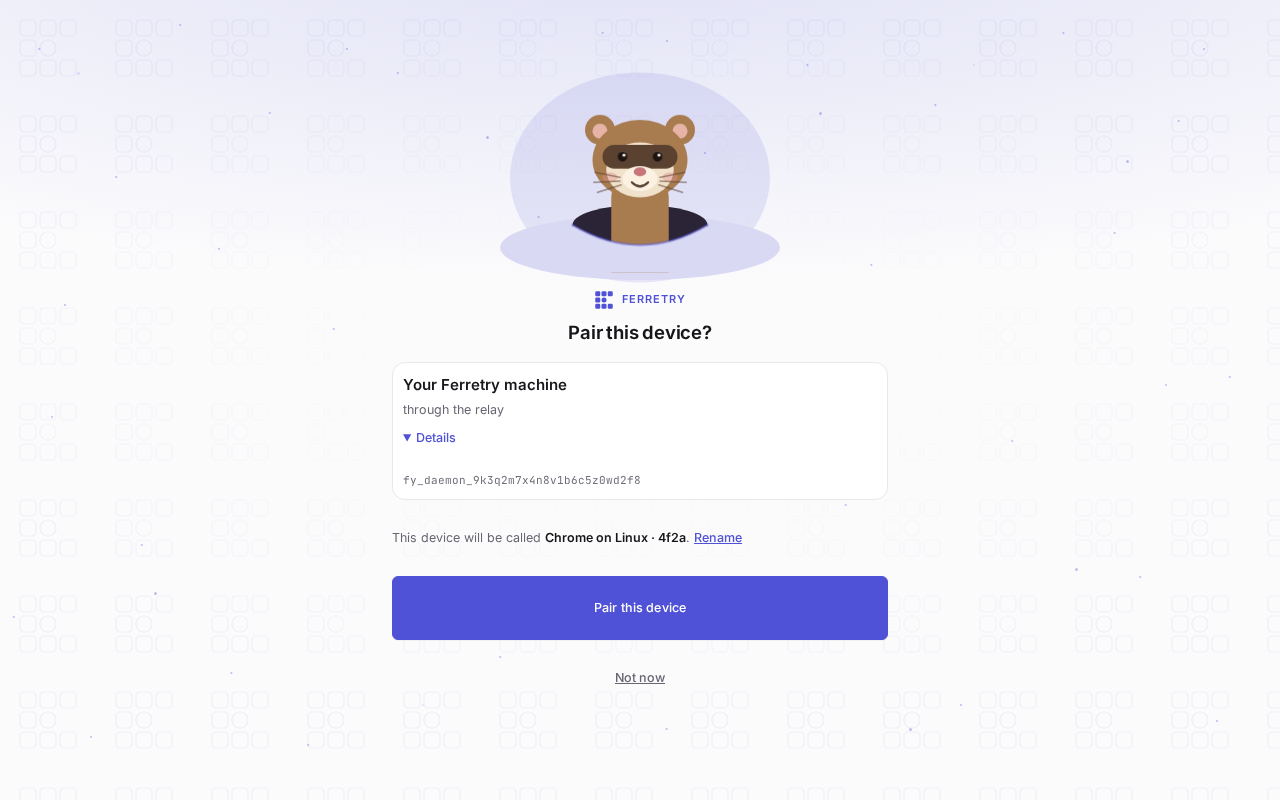 FERRETRY
Pair this device?
Your Ferretry machine
through the relay
▼ Details
fy_daemon_9k3q2m7x4n8v1b6c5z0wd2f8
This device will be called Chrome on Linux · 4f2a. Rename
Pair this device
Not now